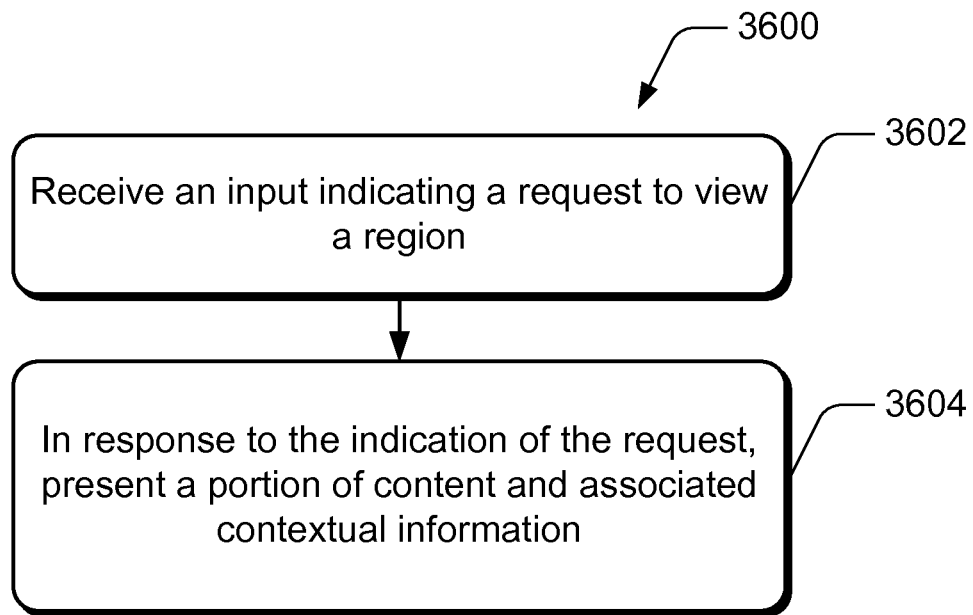 3600
3602
Receive an input indicating a request to view
a region
3604
In response to the indication of the request,
present a portion of content and associated
contextual information